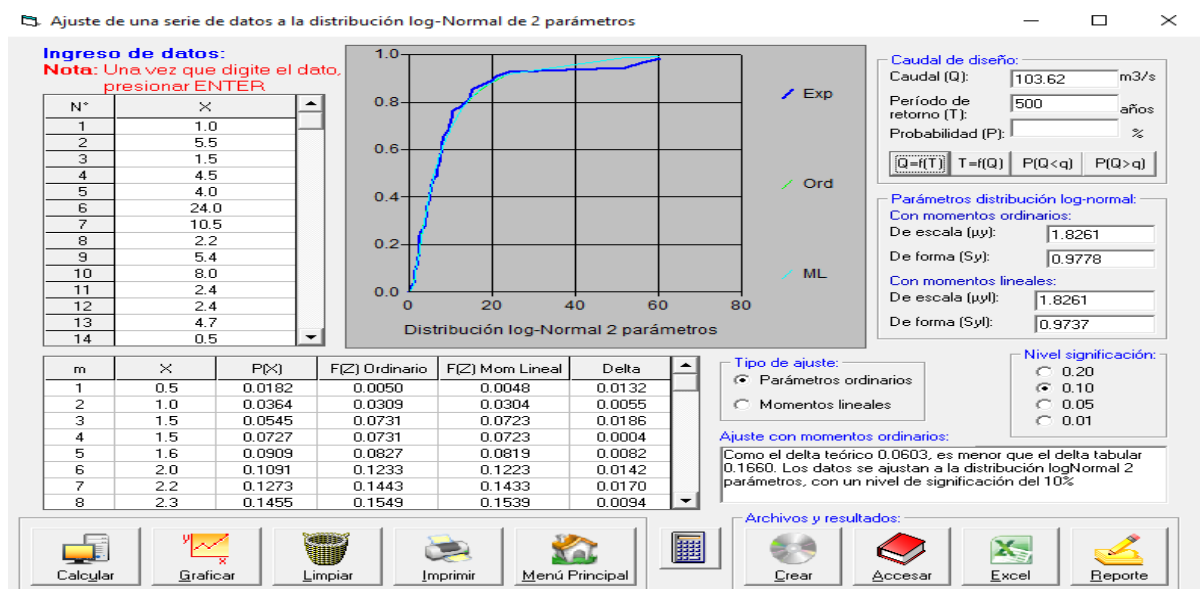 Ajuste de una serie de datos a la distribución log-Normal de 2 parámetros
Ingreso de datos:
Nota: Una vez que digite el dato,
presionar ENTER
N° X
1 1.0
2 5.5
3 1.5
4 4.5
5 4.0
6 24.0
7 10.5
8 2.2
9 5.4
10 8.0
11 2.4
12 2.4
13 4.7
14 0.5
1.0
0.8
0.6
0.4
0.2
0.0
0 20 40 60 80
Distribución log-Normal 2 parámetros
Exp
Ord
ML
Caudal de diseño:
Caudal (Q): 103.62 m3/s
Período de
retorno (T): 500 años
Probabilidad (P): %
Q=f(T) T=f(Q) P(Q<q) P(Q>q)
Parámetros distribución log-normal:
Con momentos ordinarios:
De escala (µy): 1.8261
De forma (Sy): 0.9778
Con momentos lineales:
De escala (µyl): 1.8261
De forma (Syl): 0.9737
m X P(X) F(Z) Ordinario F(Z) Mom Lineal Delta
1 0.5 0.0182 0.0050 0.0048 0.0132
2 1.0 0.0364 0.0309 0.0304 0.0055
3 1.5 0.0545 0.0731 0.0723 0.0186
4 1.5 0.0727 0.0731 0.0723 0.0004
5 1.6 0.0909 0.0827 0.0819 0.0082
6 2.0 0.1091 0.1233 0.1223 0.0142
7 2.2 0.1273 0.1443 0.1433 0.0170
8 2.3 0.1455 0.1549 0.1539 0.0094
Tipo de ajuste:
Parámetros ordinarios
Momentos lineales
Nivel significación:
0.20
0.10
0.05
0.01
Ajuste con momentos ordinarios:
Como el delta teórico 0.0603, es menor que el delta tabular
0.1660. Los datos se ajustan a la distribución logNormal 2
parámetros, con un nivel de significación del 10%
Calcular Graficar Limpiar Imprimir Menú Principal
Archivos y resultados:
Crear Accesar Excel Reporte